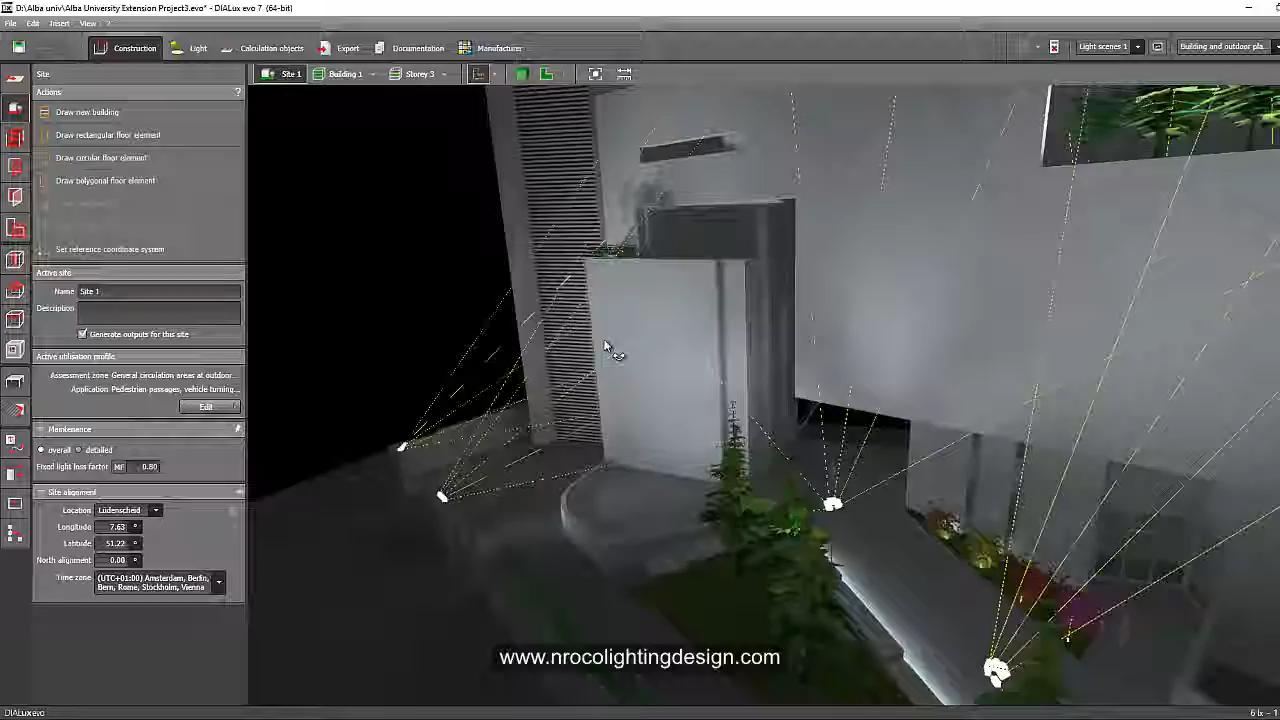 D:\Alba univ\Alba University Extension Project3.evo* - DIALux evo 7 (64-bit)
File Edit Insert View ?
Construction Light Calculation objects Export Documentation Manufacturer Light scenes 1 Building and outdoor pla...
Site Site 1 Building 1 Storey 3
Actions ?
Draw new building
Draw rectangular floor element
Draw circular floor element
Draw polygonal floor element
Set reference coordinate system
Active site
Name Site 1
Description
Generate outputs for this site
Active utilisation profile
Assessment zone: General circulation areas at outdoor...
Application: Pedestrian passages, vehicle turning,...
Edit
Maintenance
overall detailed
Fixed light loss factor MF 0.80
Site alignment
Location Lüdenscheid
Longitude 7.63 °
Latitude 51.22 °
North alignment 0.00 °
Time zone (UTC+01:00) Amsterdam, Berlin,
Bern, Rome, Stockholm, Vienna
www.nrocolightingdesign.com
DIALux evo